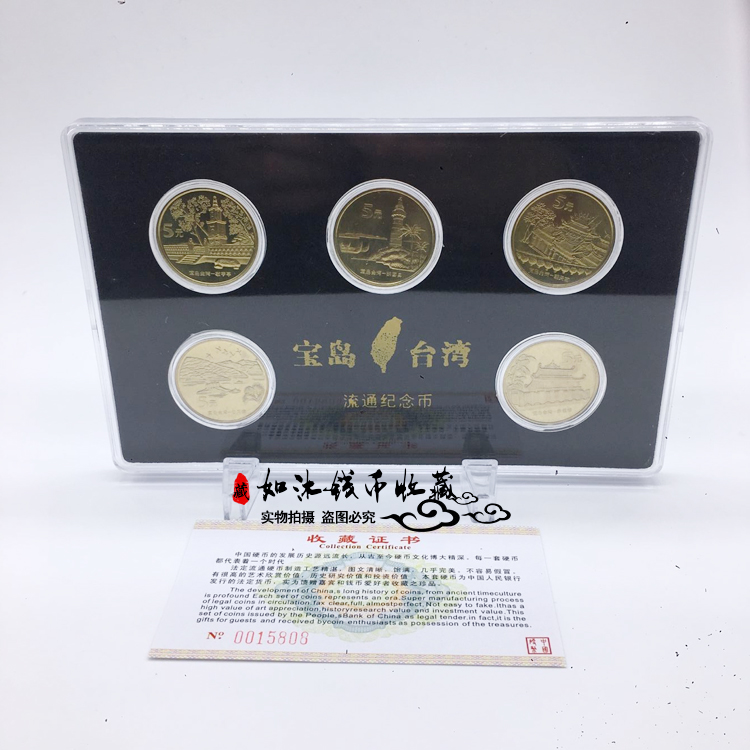 5元
5元
5元
宝岛台湾
流通纪念币
藏 如沐钱币收藏
实物拍摄 盗图必究
收藏证书
Collection Certificate
中国硬币的发展历史源远流长，从古至今硬币文化博大精深，每一套硬币
都代表着一个时代
法定流通硬币制造工艺精湛，图文清晰、饱满，几乎完美，不容易假冒，
有很高的艺术欣赏价值、历史研究价值和投资价值，本套硬币为中国人民银行
发行的法定货币，实为馈赠嘉宾和钱币爱好者收藏之珍品。
The development of China,s long history of coins, from ancient timeculture
is profound Each set of coins represents an era.Super manufacturing process
of legal coins in circulation fax clear,full, almostperfect, Not easy to fake.Ithas a
high value of art appreciation,historyresearch value and investment value.This
set of coins issued by the People,sBank of China as legal tender.in fact,it is the
gifts for guests and received bycoin enthusiasts as possession of the treasures.
Nº 0015808